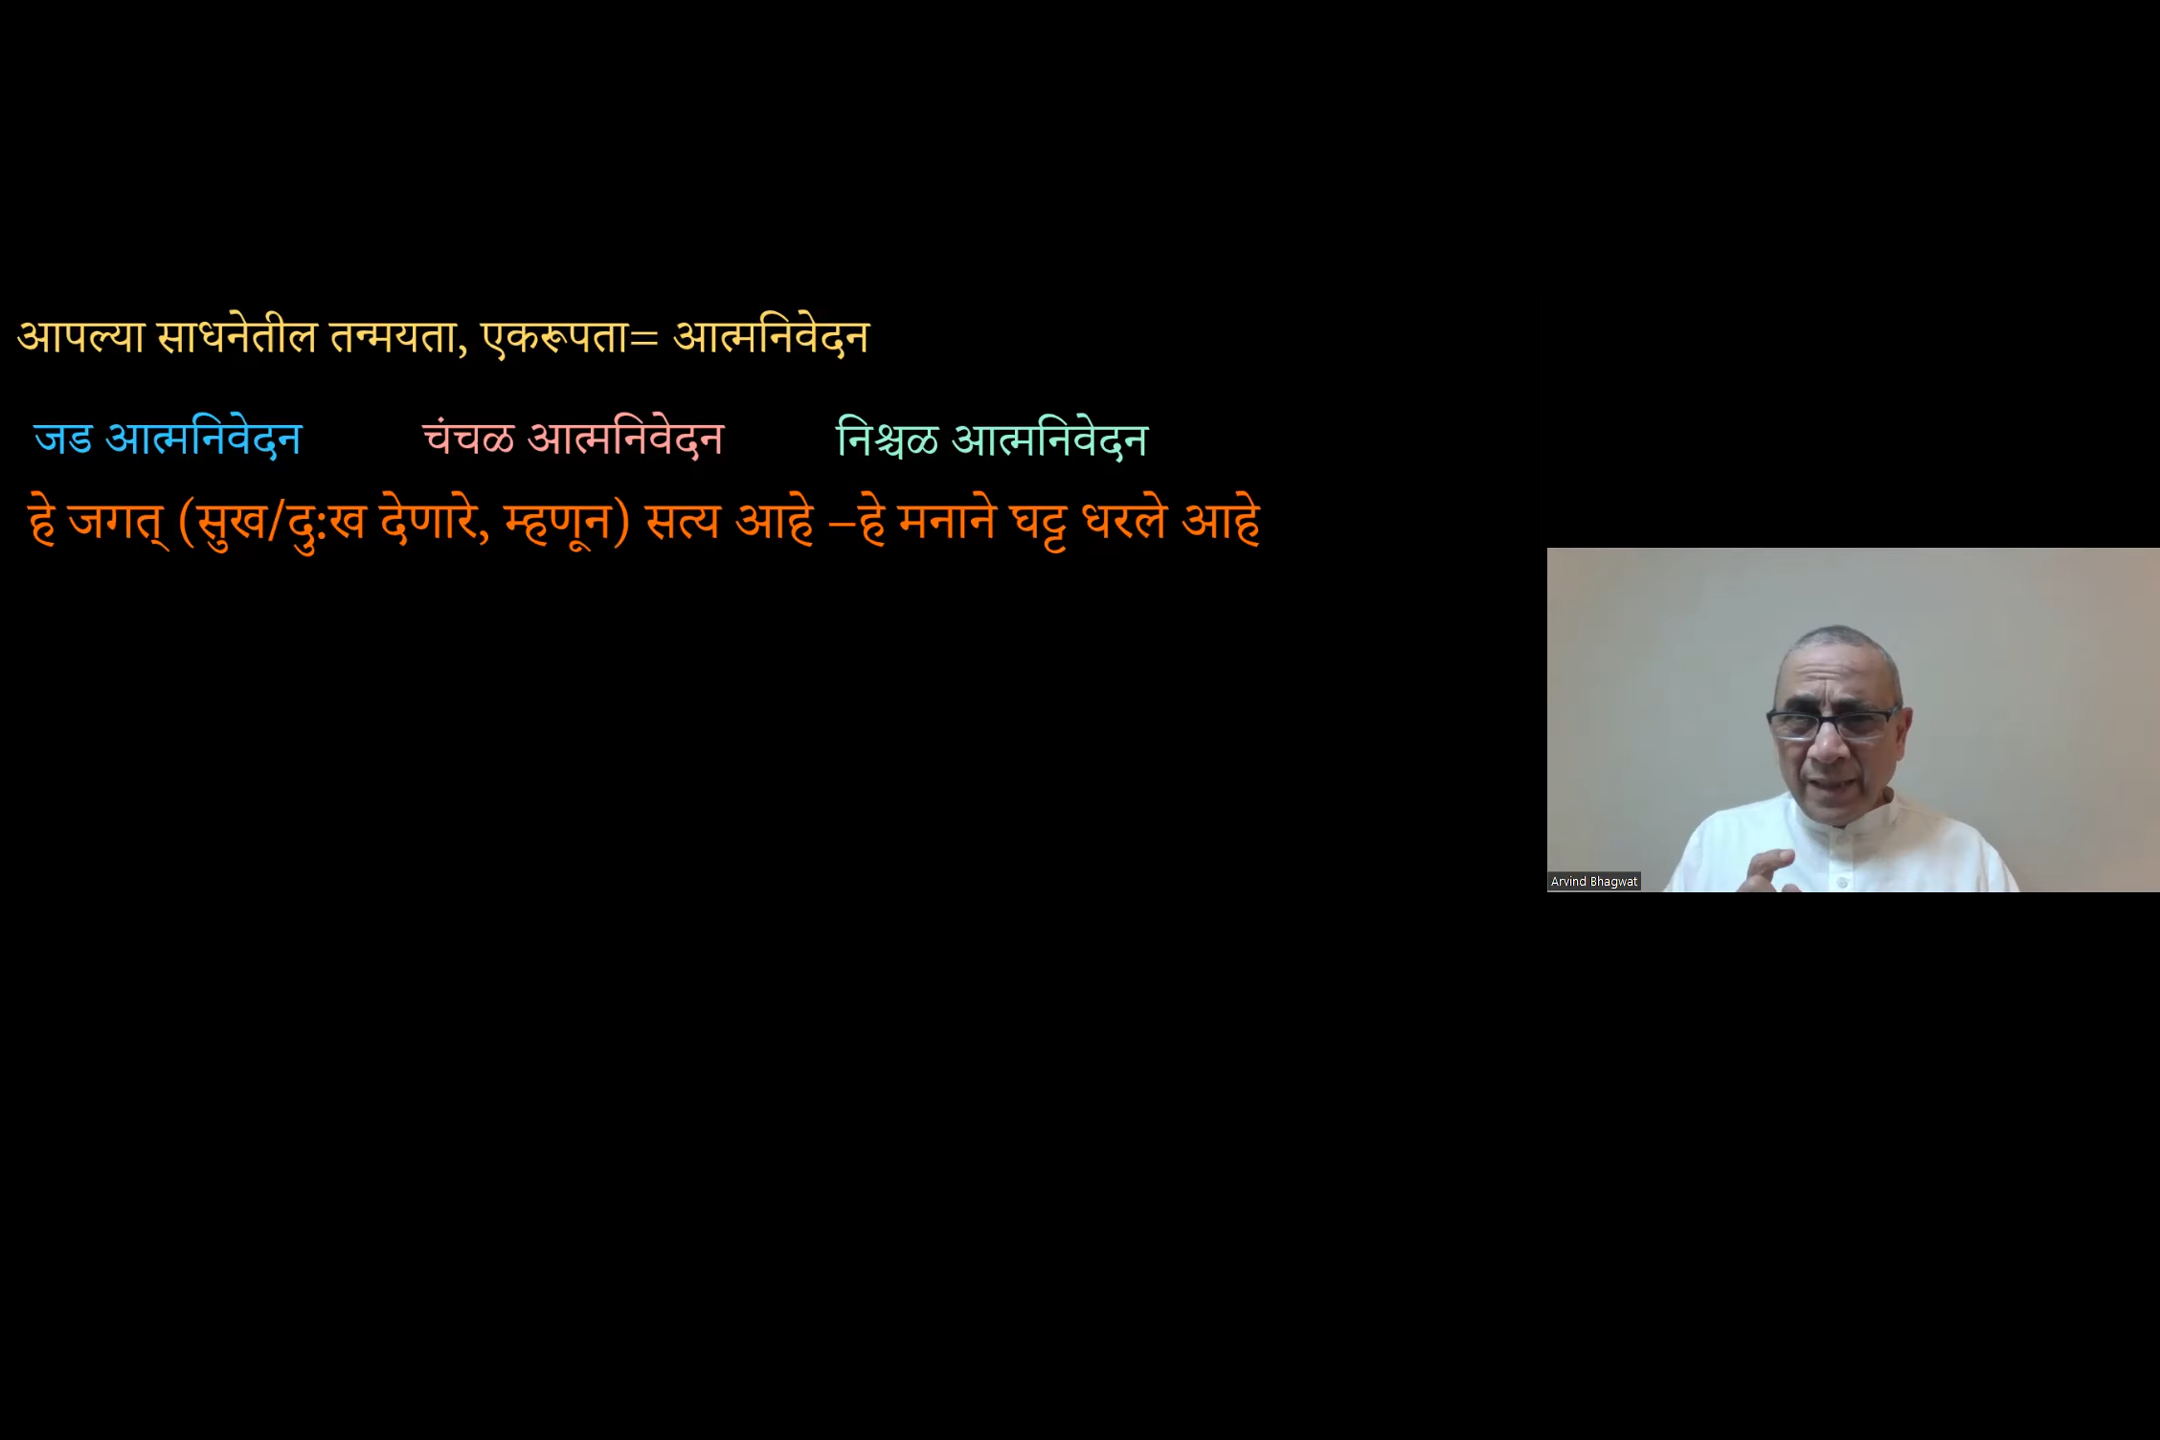 आपल्या साधनेतील तन्मयता, एकरूपता= आत्मनिवेदन
जड आत्मनिवेदन चंचळ आत्मनिवेदन निश्चळ आत्मनिवेदन
हे जगत् (सुख/दु:ख देणारे, म्हणून) सत्य आहे –हे मनाने घट्ट धरले आहे
Arvind Bhagwat